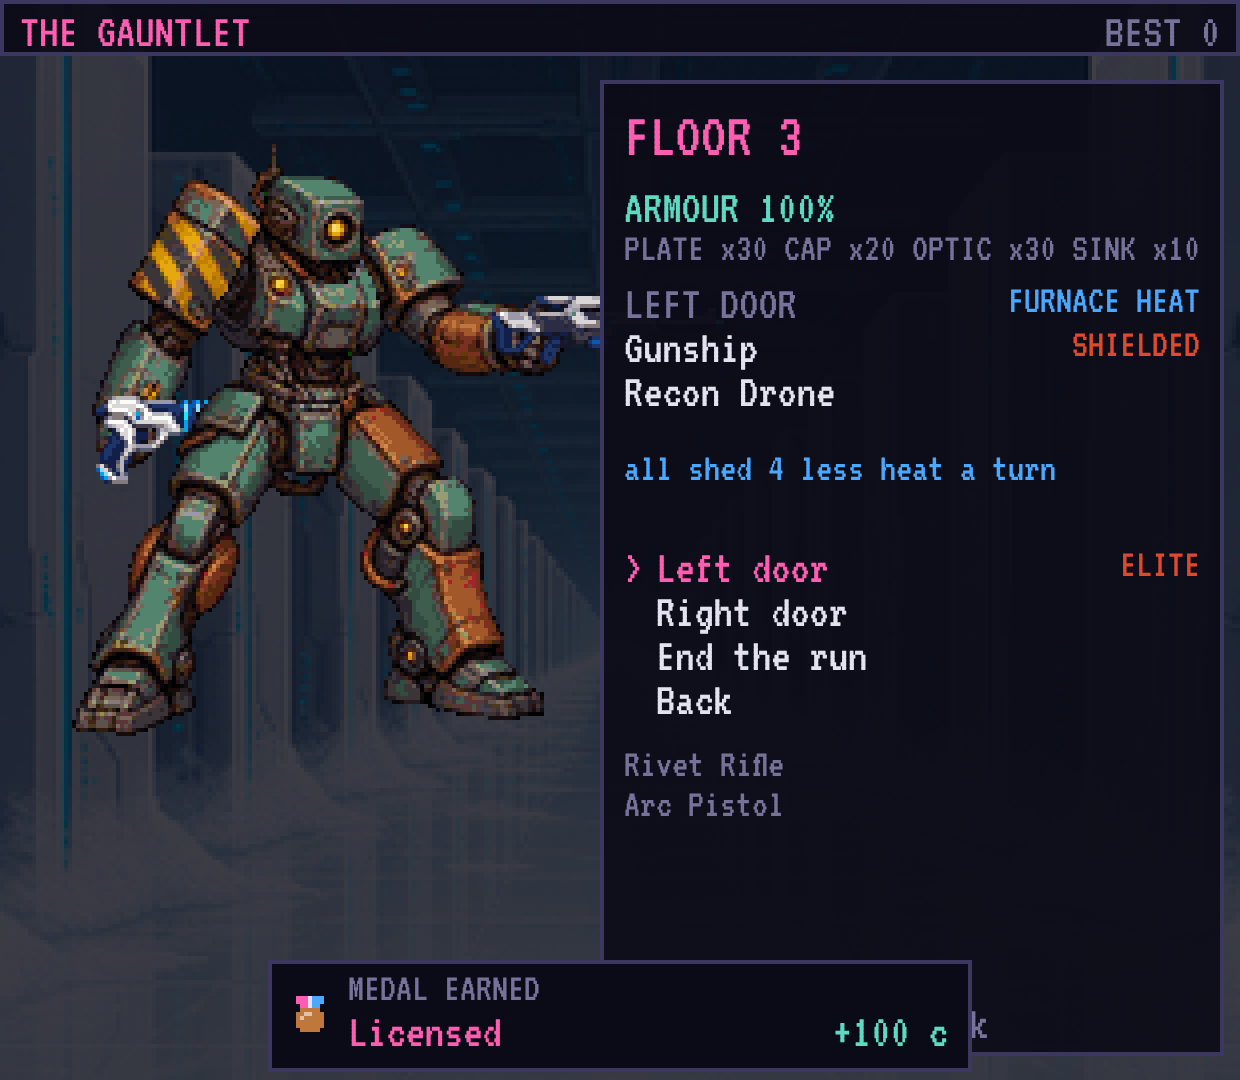 THE GAUNTLET
BEST 0
FLOOR 3
ARMOUR 100%
PLATE x30 CAP x20 OPTIC x30 SINK x10
LEFT DOOR FURNACE HEAT
Gunship SHIELDED
Recon Drone
all shed 4 less heat a turn
> Left door ELITE
Right door
End the run
Back
Rivet Rifle
Arc Pistol
MEDAL EARNED
Licensed +100 c
k